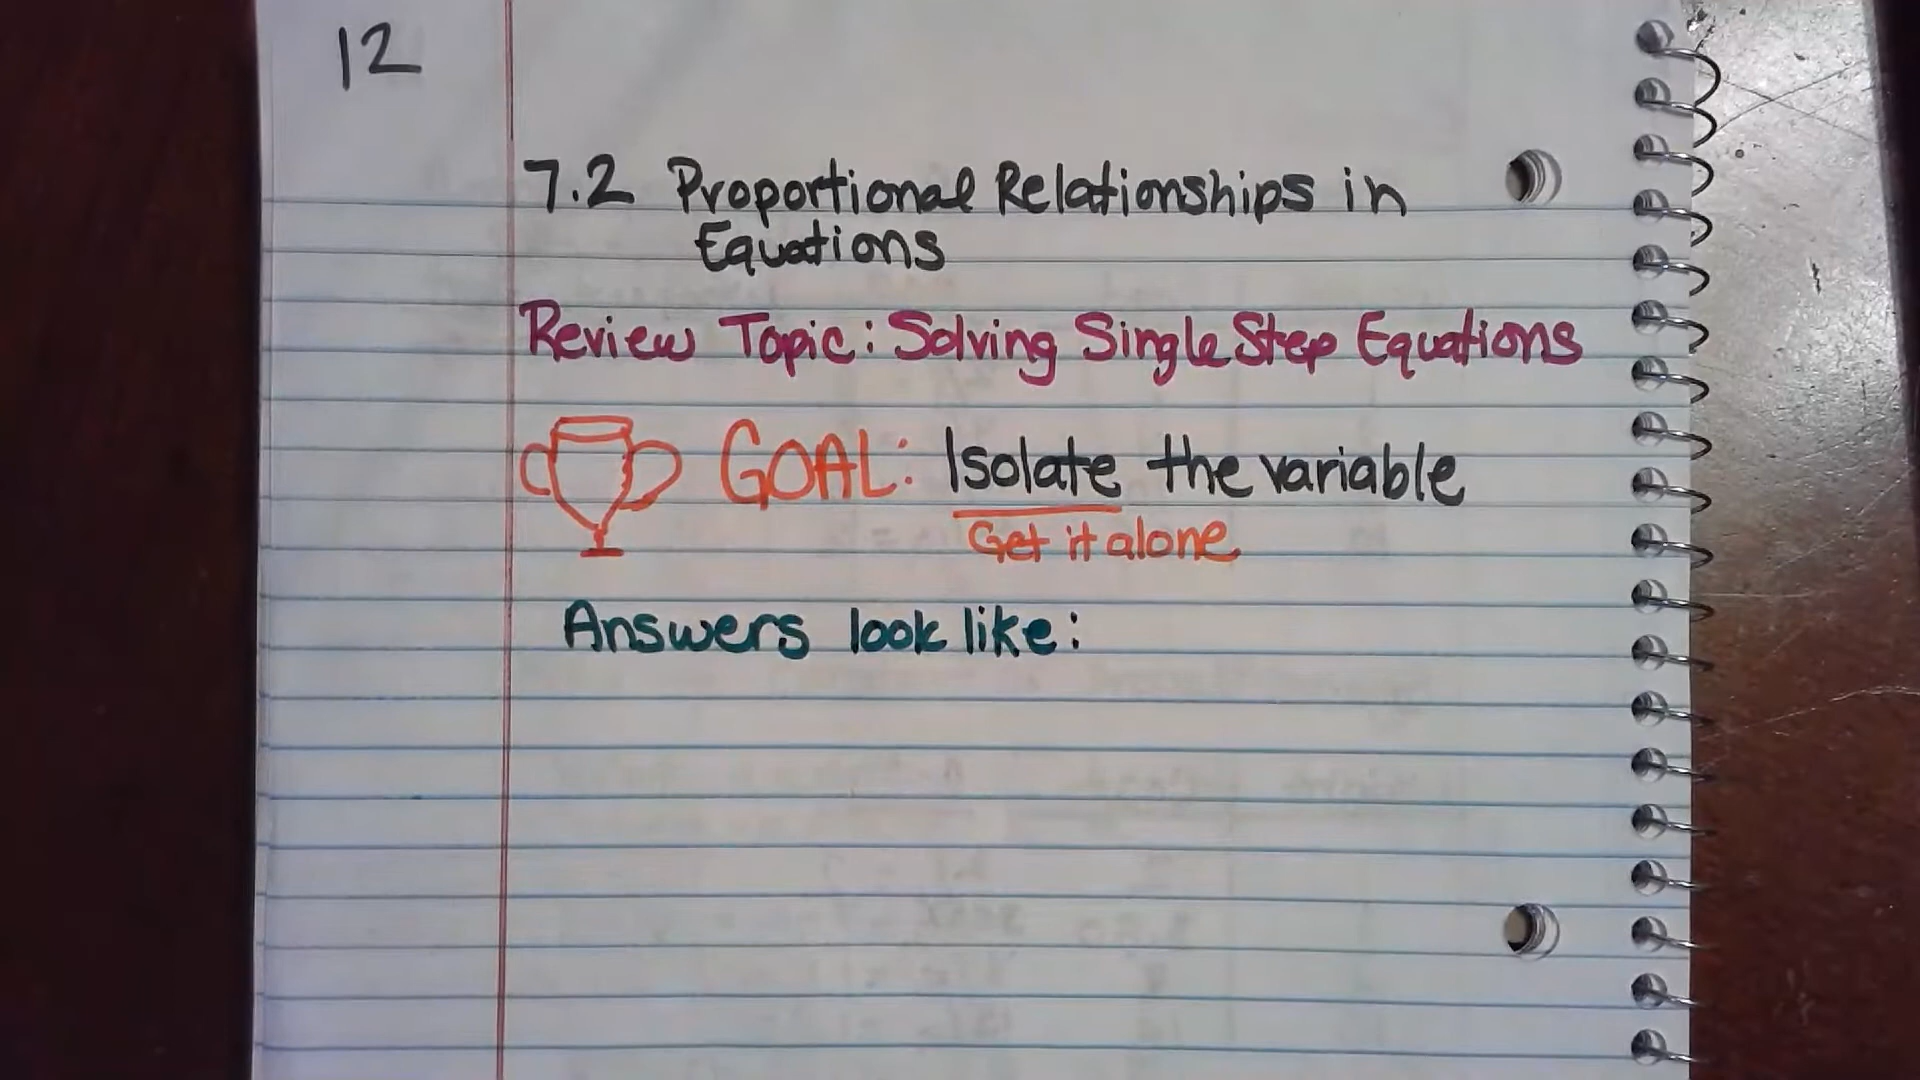 12
7.2 Proportional Relationships in
Equations
Review Topic: Solving Single Step Equations
GOAL: Isolate the variable
Get it alone
Answers look like: